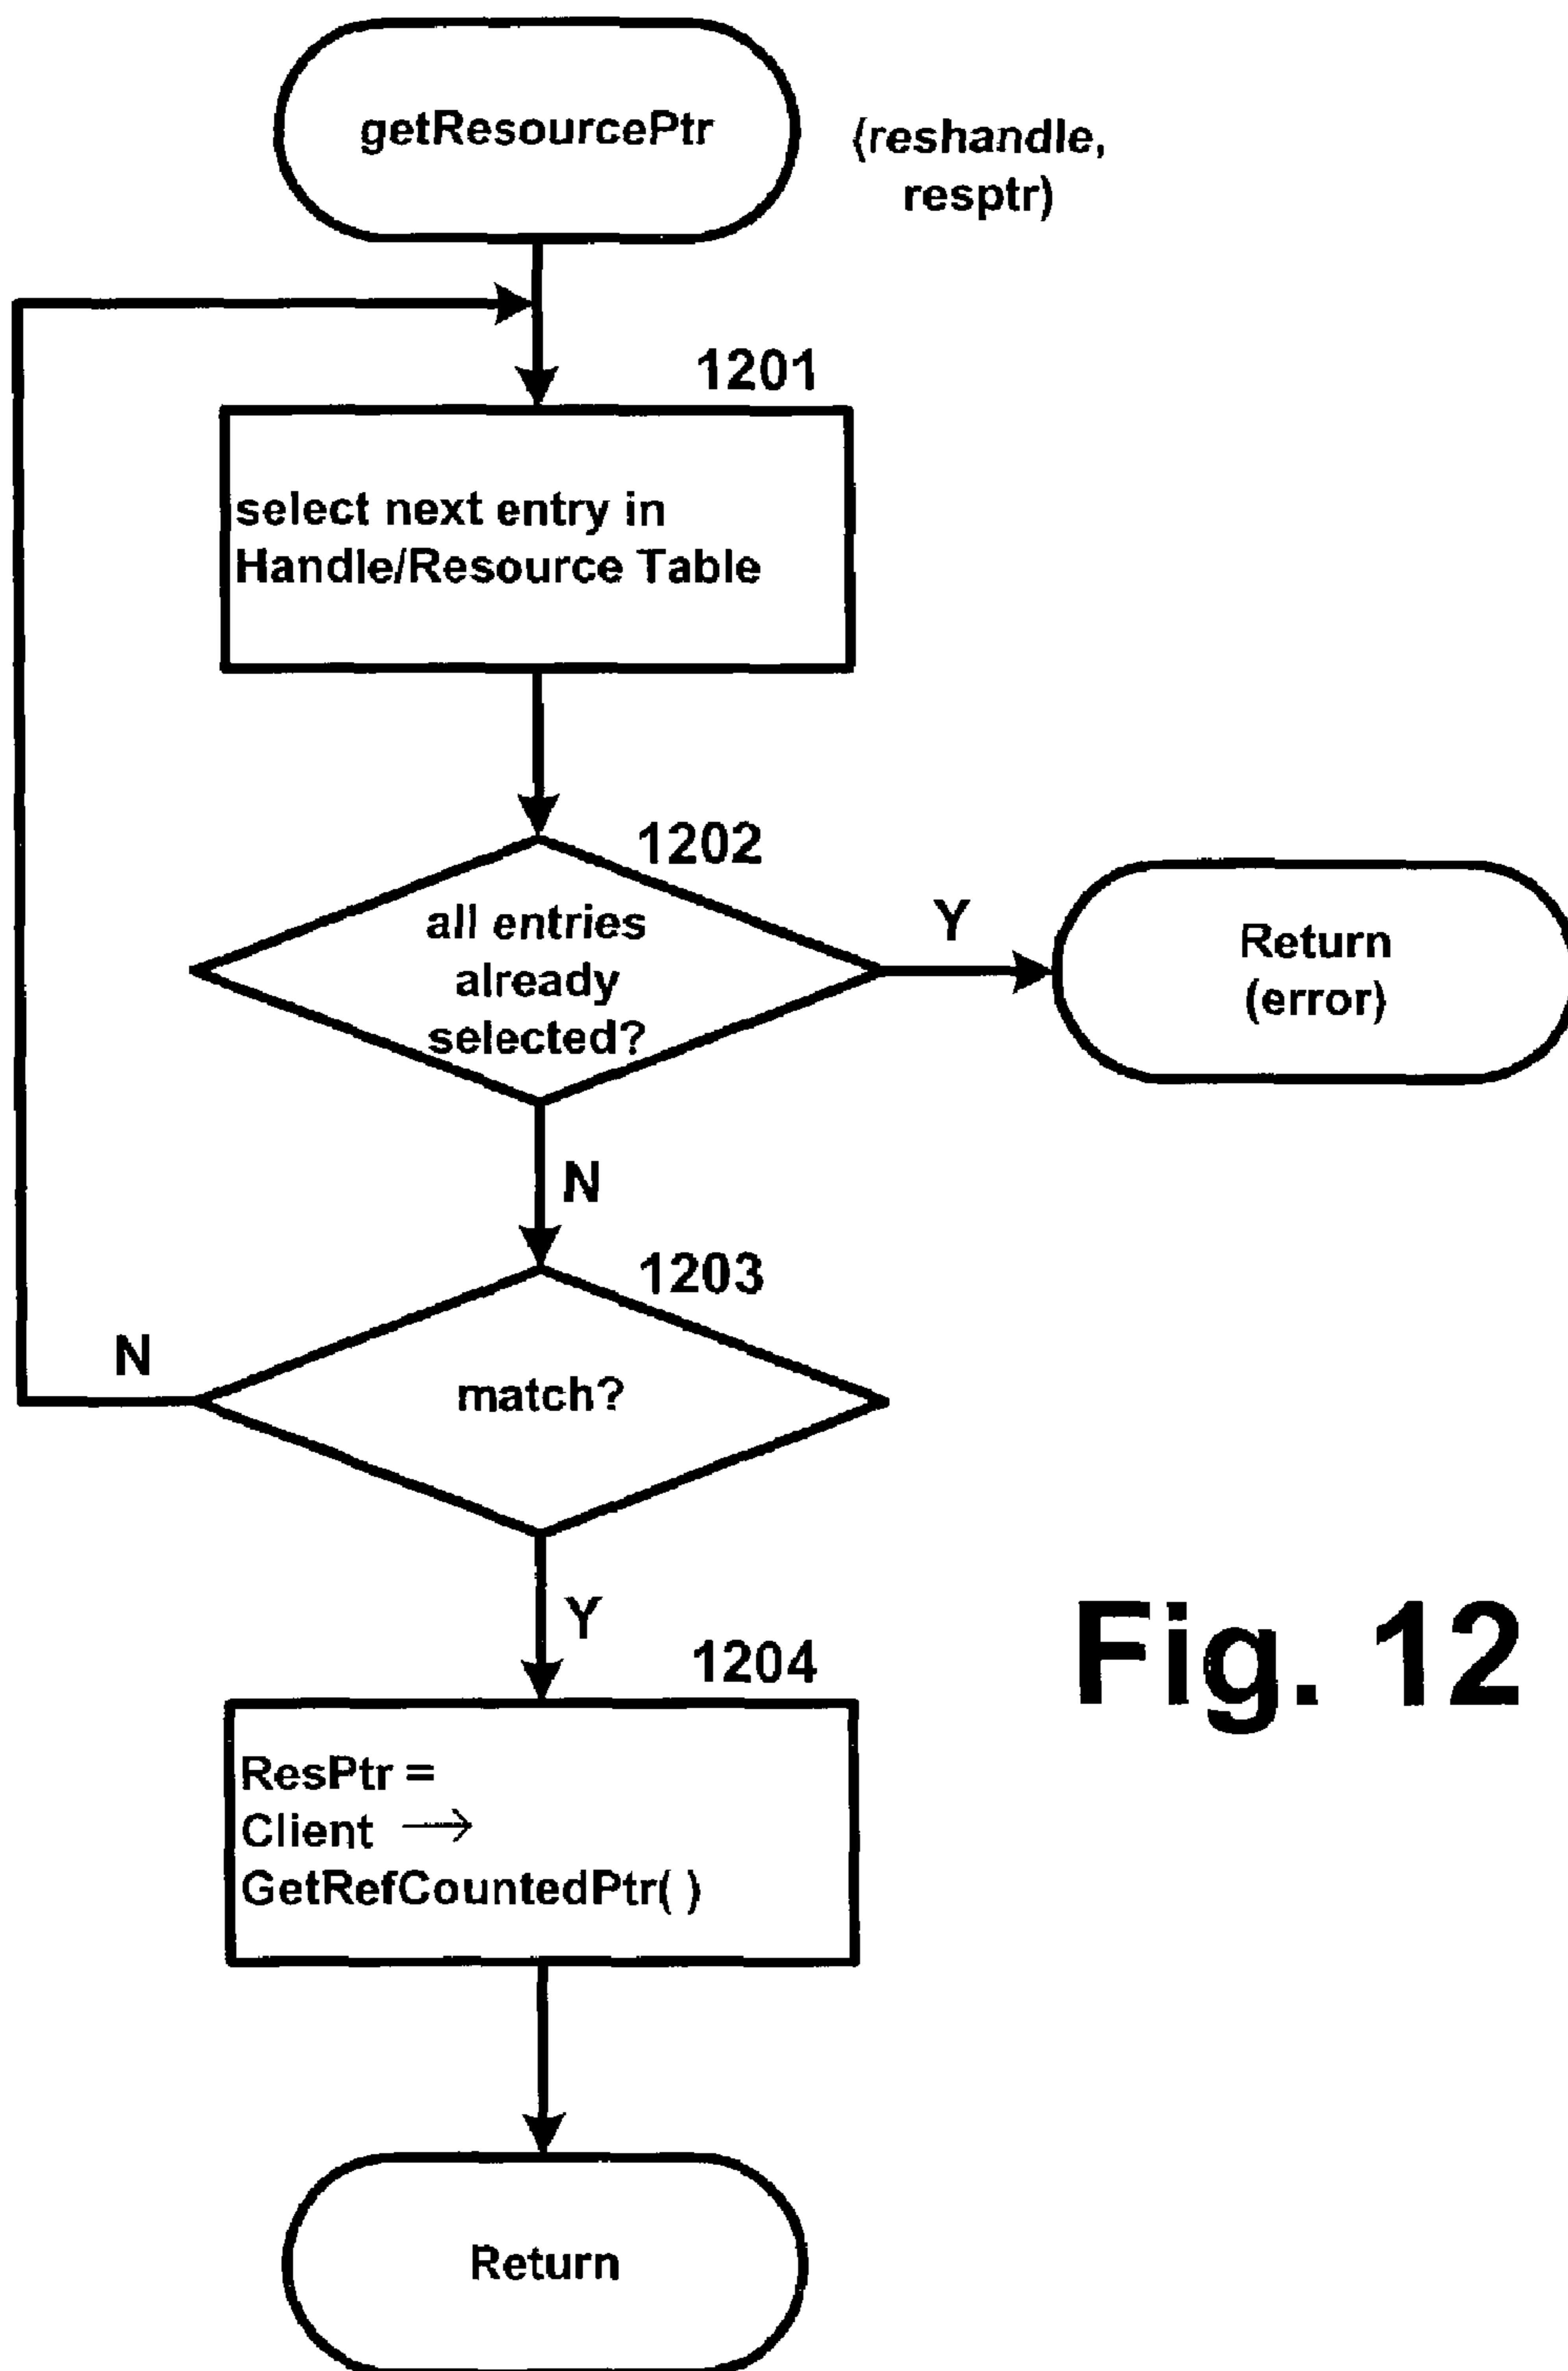 getResourcePtr
(reshandle,
resptr)
1201
select next entry in
Handle/Resource Table
1202
all entries
already
selected?
Y
Return
(error)
N
1203
match?
N
Y
1204
ResPtr =
Client →
GetRefCountedPtr( )
Return
Fig. 12